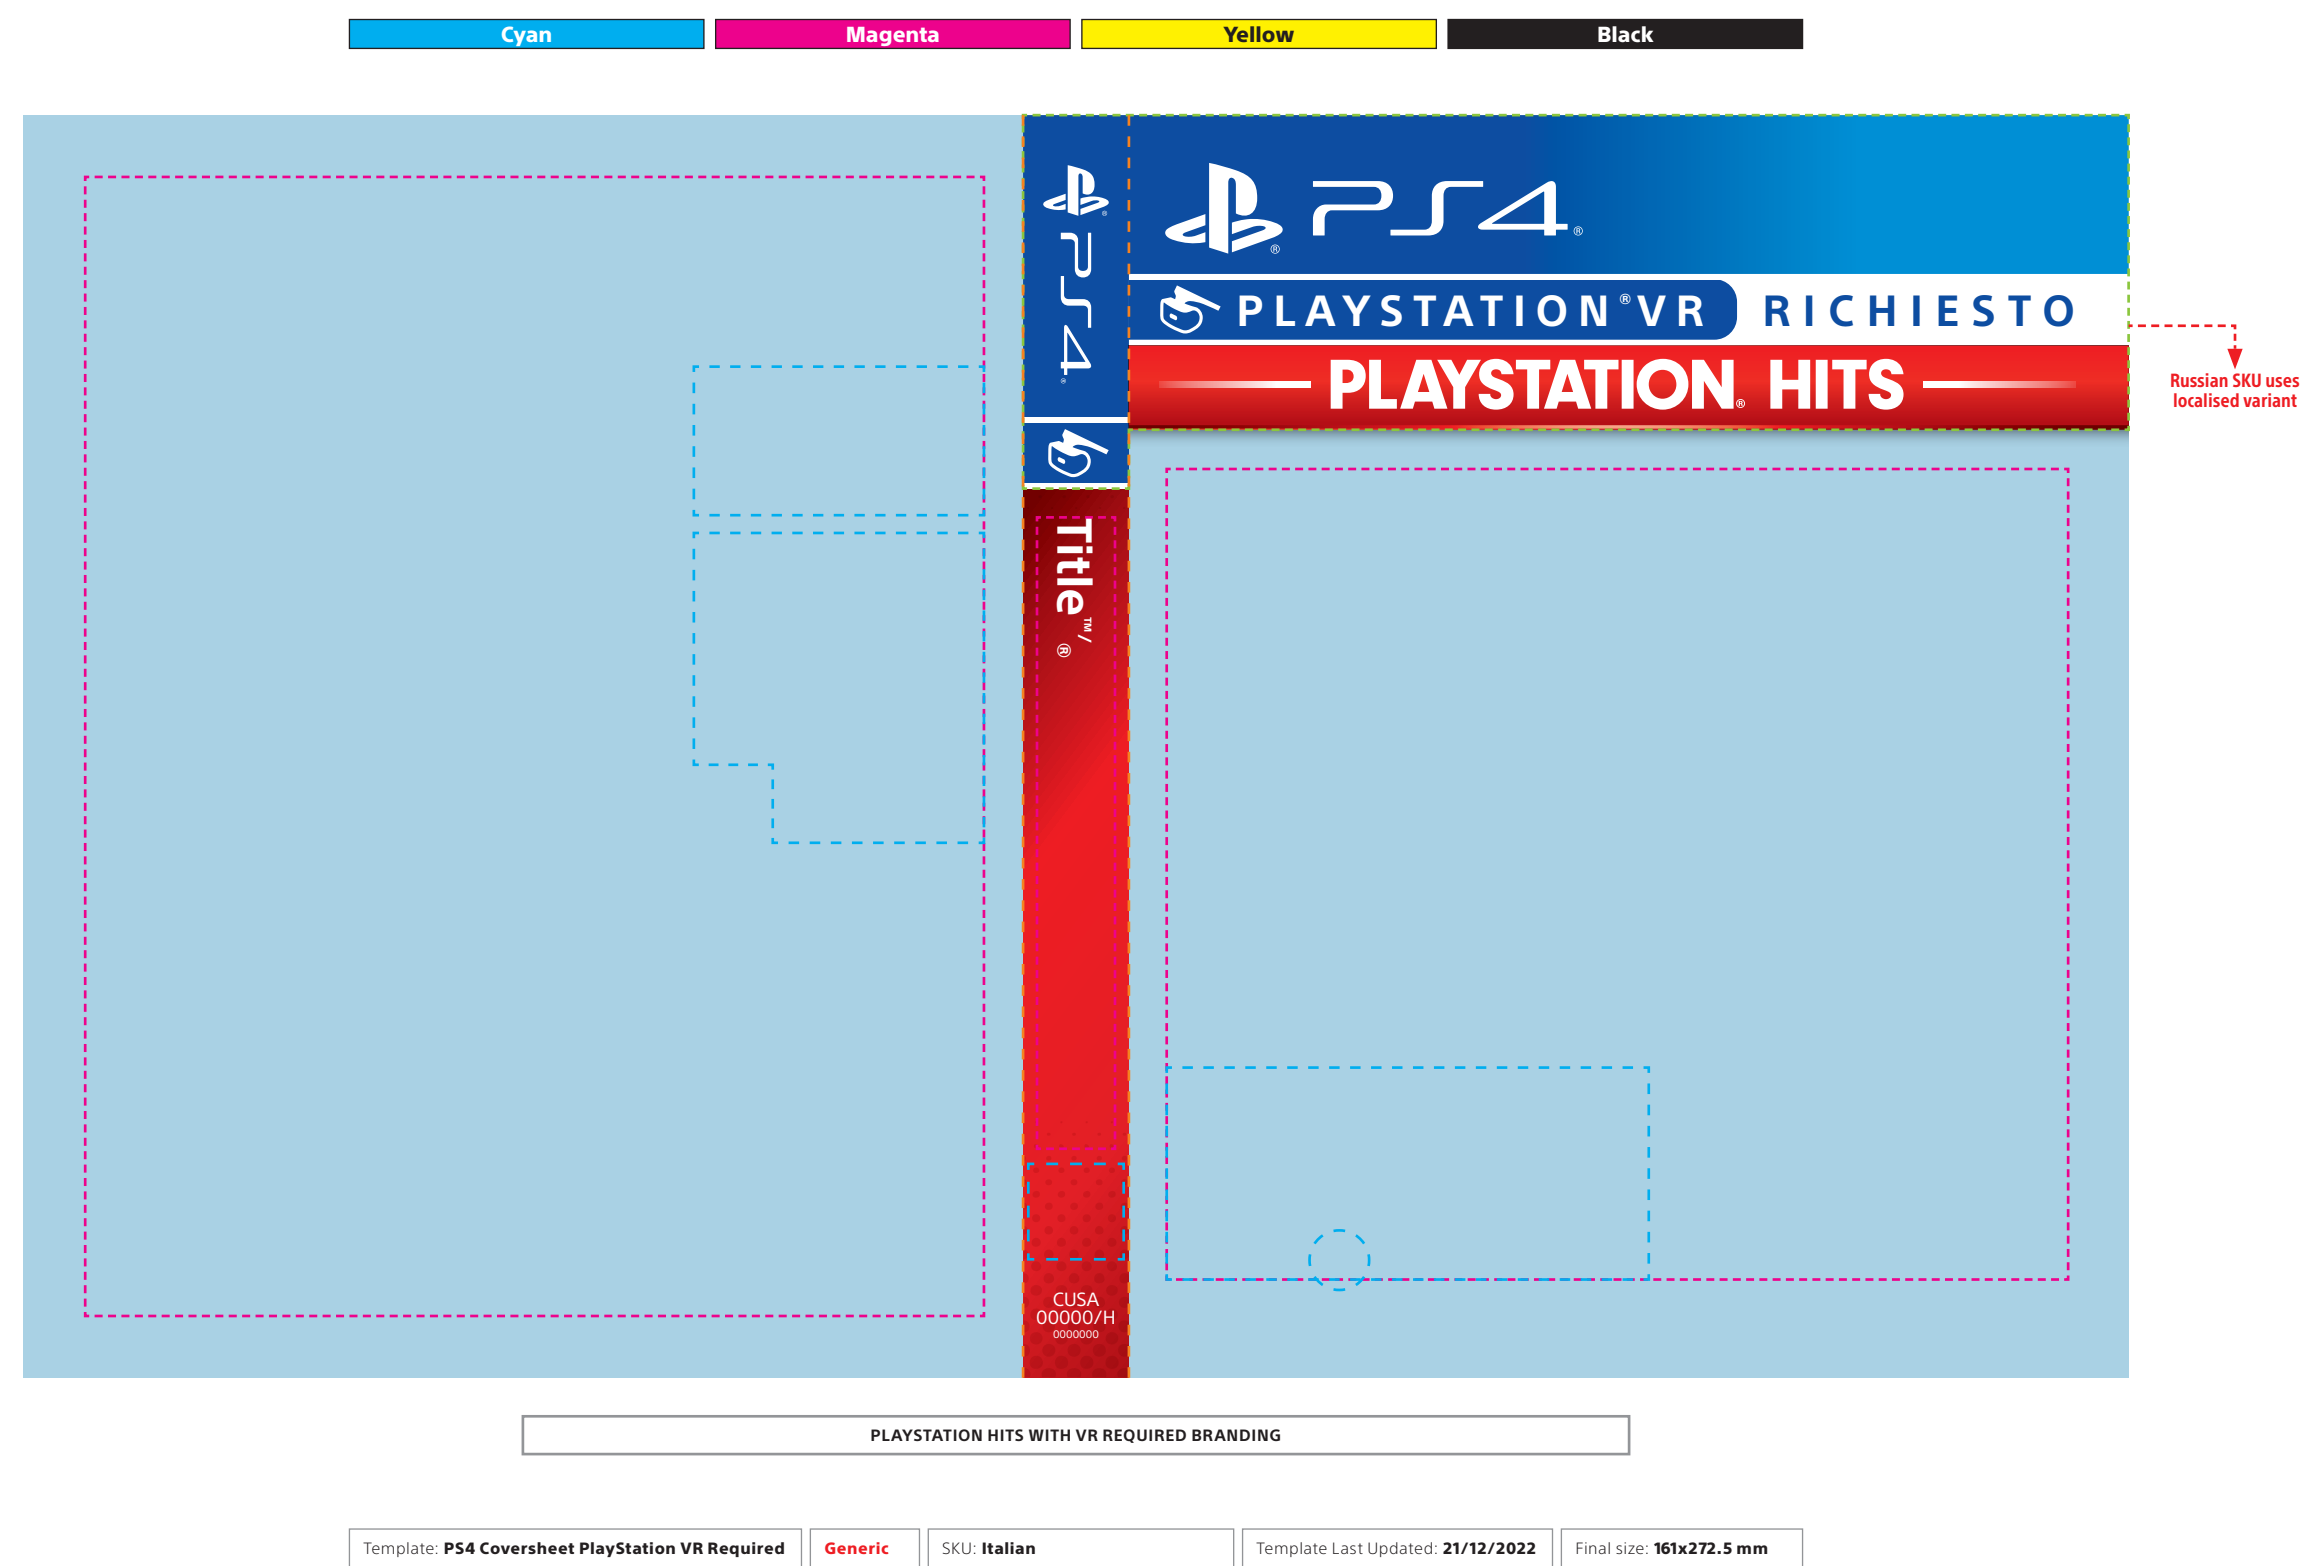 Cyan
Magenta
Yellow
Black
PS4®
PS4®
PLAYSTATION®VR RICHIESTO
PLAYSTATION® HITS
Russian SKU uses
localised variant
Title™/®
CUSA
00000/H
0000000
PLAYSTATION HITS WITH VR REQUIRED BRANDING
Template: PS4 Coversheet PlayStation VR Required
Generic
SKU: Italian
Template Last Updated: 21/12/2022
Final size: 161x272.5 mm